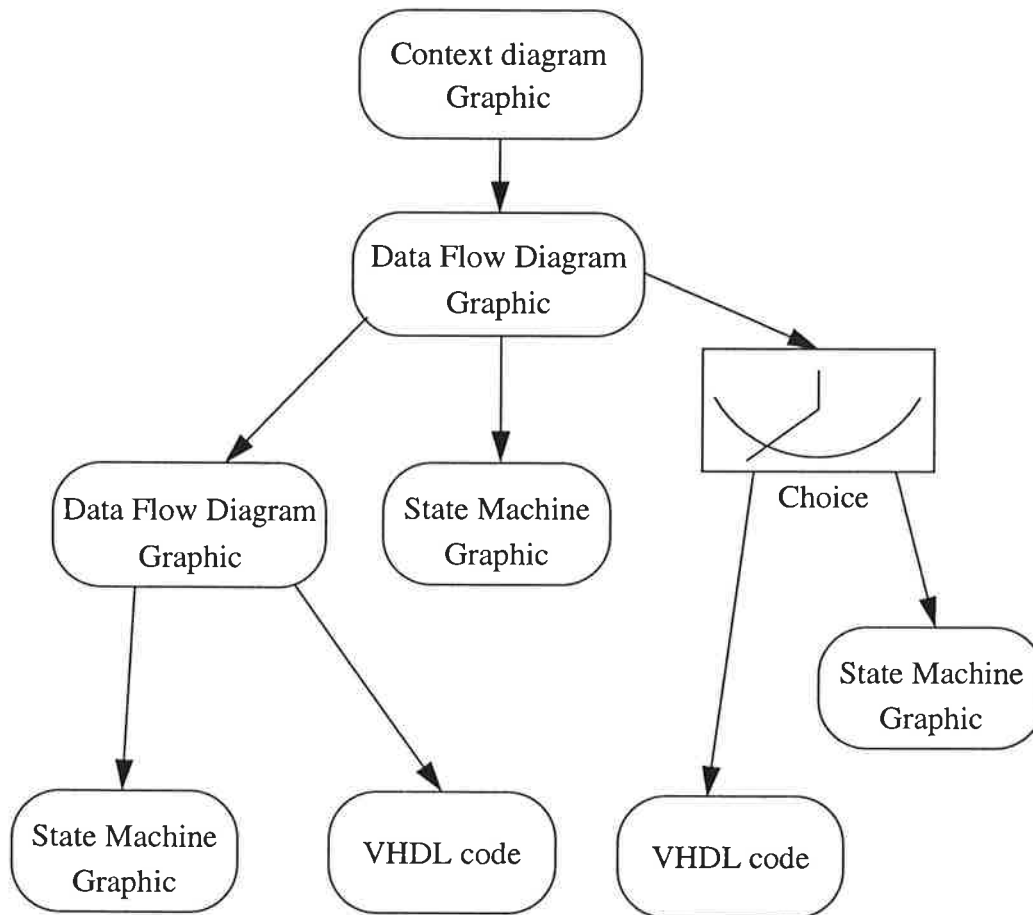 Context diagram
Graphic
Data Flow Diagram
Graphic
Data Flow Diagram
Graphic
State Machine
Graphic
Choice
State Machine
Graphic
State Machine
Graphic
VHDL code
VHDL code